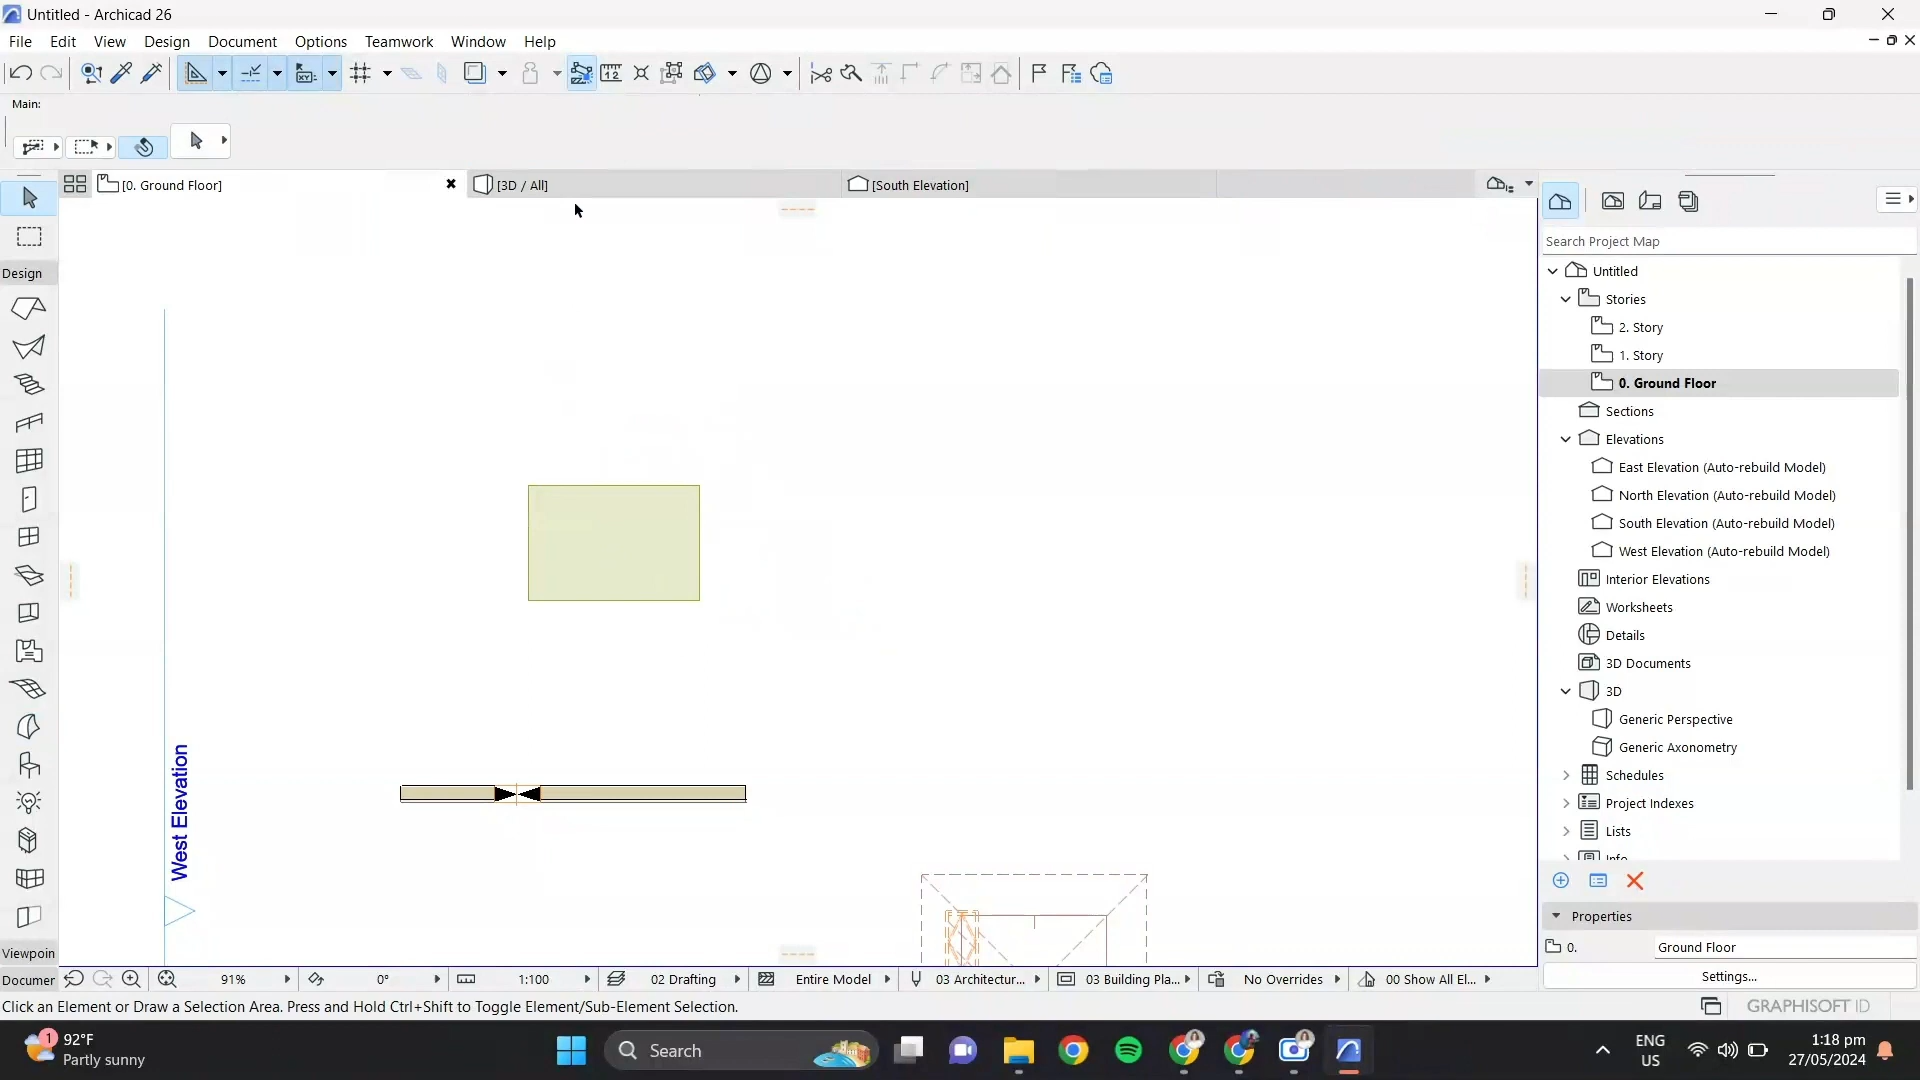 Untitled - Archicad 26
File Edit View Design Document Options Teamwork Window Help
Main:
[0. Ground Floor] [3D / All] [South Elevation]
Design
Viewpoin
Documer
West Elevation
Search Project Map
Untitled
Stories
2. Story
1. Story
0. Ground Floor
Sections
Elevations
East Elevation (Auto-rebuild Model)
North Elevation (Auto-rebuild Model)
South Elevation (Auto-rebuild Model)
West Elevation (Auto-rebuild Model)
Interior Elevations
Worksheets
Details
3D Documents
3D
Generic Perspective
Generic Axonometry
Schedules
Project Indexes
Lists
Info
Properties
0. Ground Floor
Settings...
91% 0° 1:100 02 Drafting Entire Model 03 Architectur... 03 Building Pla... No Overrides 00 Show All El...
Click an Element or Draw a Selection Area. Press and Hold Ctrl+Shift to Toggle Element/Sub-Element Selection.
GRAPHISOFT ID
1
92°F
Partly sunny
Search
ENG
US
1:18 pm
27/05/2024